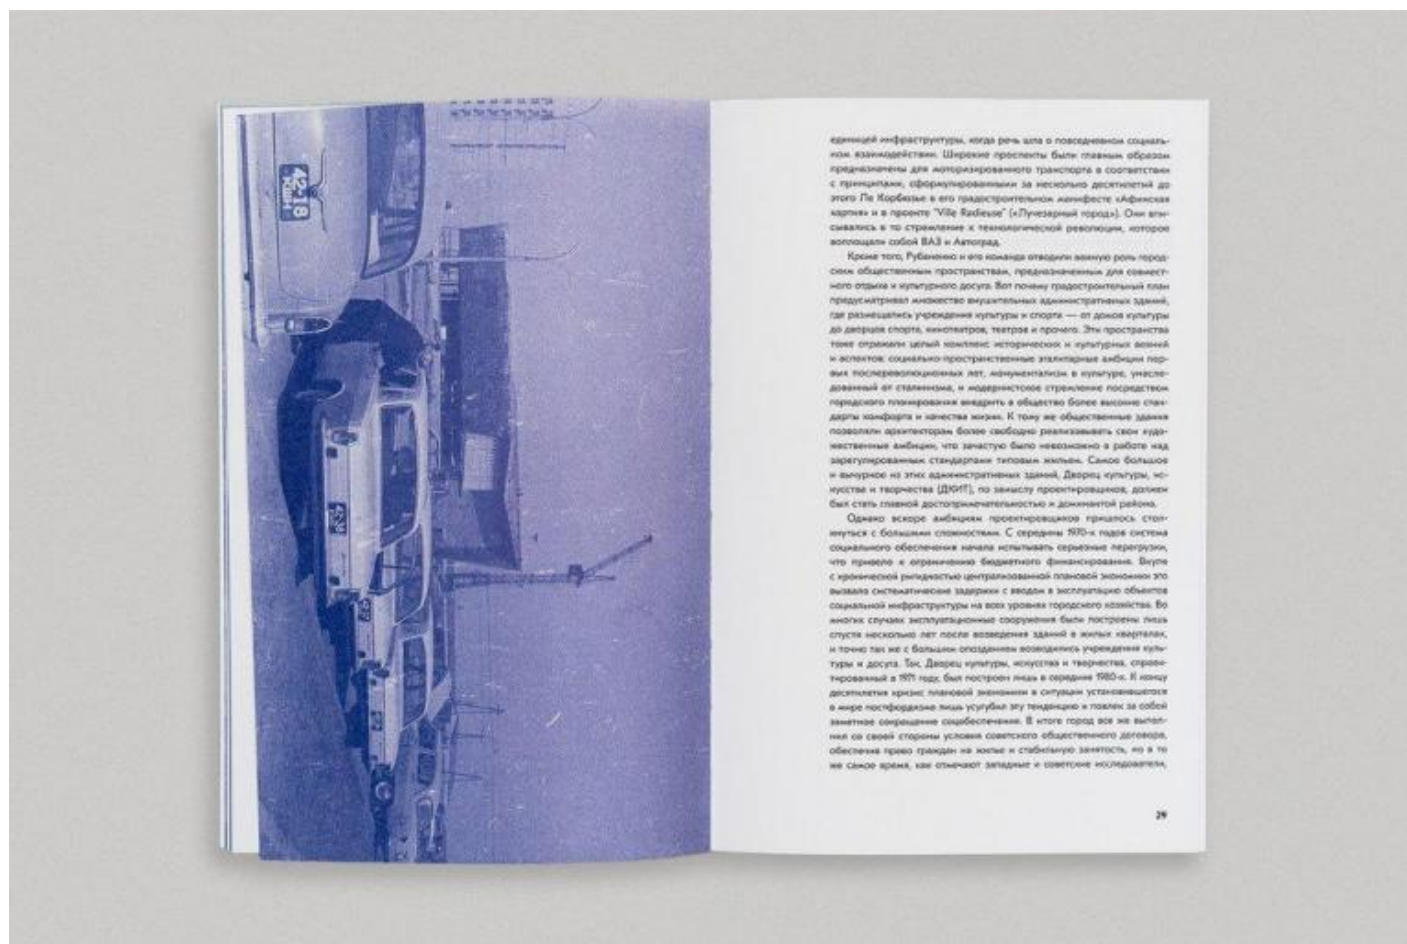 42-18
КШН
единицей инфраструктуры, когда речь шла о повседневном социаль-
ном взаимодействии. Широкие проспекты были главным образом
предназначены для моторизированного транспорта в соответствии
с принципами, сформулированными за несколько десятилетий до
этого Ле Корбюзье в его градостроительном манифесте «Афинская
хартия» и в проекте "Ville Radieuse" («Лучезарный город»). Они впи-
сывались в то стремление к технологической революции, которое
воплощали собой ВАЗ и Автоград.
Кроме того, Рубаненко и его команда отводили важную роль город-
ским общественным пространствам, предназначенным для совмест-
ного отдыха и культурного досуга. Вот почему градостроительный план
предусматривал множество внушительных административных зданий,
где размещались учреждения культуры и спорта — от домов культуры
до дворцов спорта, кинотеатров, театров и прочего. Эти пространства
тоже отражали целый комплекс исторических и культурных веяний
и аспектов: социально-пространственные эгалитарные амбиции пер-
вых послереволюционных лет, монументализм в культуре, унасле-
дованный от сталинизма, и модернистское стремление посредством
городского планирования внедрить в общество более высокие стан-
дарты комфорта и качества жизни. К тому же общественные здания
позволяли архитекторам более свободно реализовывать свои худо-
жественные амбиции, что зачастую было невозможно в работе над
зарегулированным стандартами типовым жильем. Самое большое
и вычурное из этих административных зданий, Дворец культуры, ис-
кусства и творчества (ДКИТ), по замыслу проектировщиков, должен
был стать главной достопримечательностью и доминантой района.
Однако вскоре амбициям проектировщиков пришлось стол-
кнуться с большими сложностями. С середины 1970-х годов система
социального обеспечения начала испытывать серьезные перегрузки,
что привело к ограничению бюджетного финансирования. Вкупе
с хронической ригидностью централизованной плановой экономики это
вызвало систематические задержки с вводом в эксплуатацию объектов
социальной инфраструктуры на всех уровнях городского хозяйства. Во
многих случаях эксплуатационные сооружения были построены лишь
спустя несколько лет после возведения зданий в жилых кварталах,
и точно так же с большим опозданием возводились учреждения куль-
туры и досуга. Так, Дворец культуры, искусства и творчества, спроек-
тированный в 1971 году, был построен лишь в середине 1980-х. К концу
десятилетия кризис плановой экономики в ситуации установившегося
в мире постфордизма лишь усугубил эту тенденцию и повлек за собой
заметное сокращение соцобеспечения. В итоге город все же выпол-
нил со своей стороны условия советского общественного договора,
обеспечив право граждан на жилье и стабильную занятость, но в то
же самое время, как отмечают западные и советские исследователи,
29